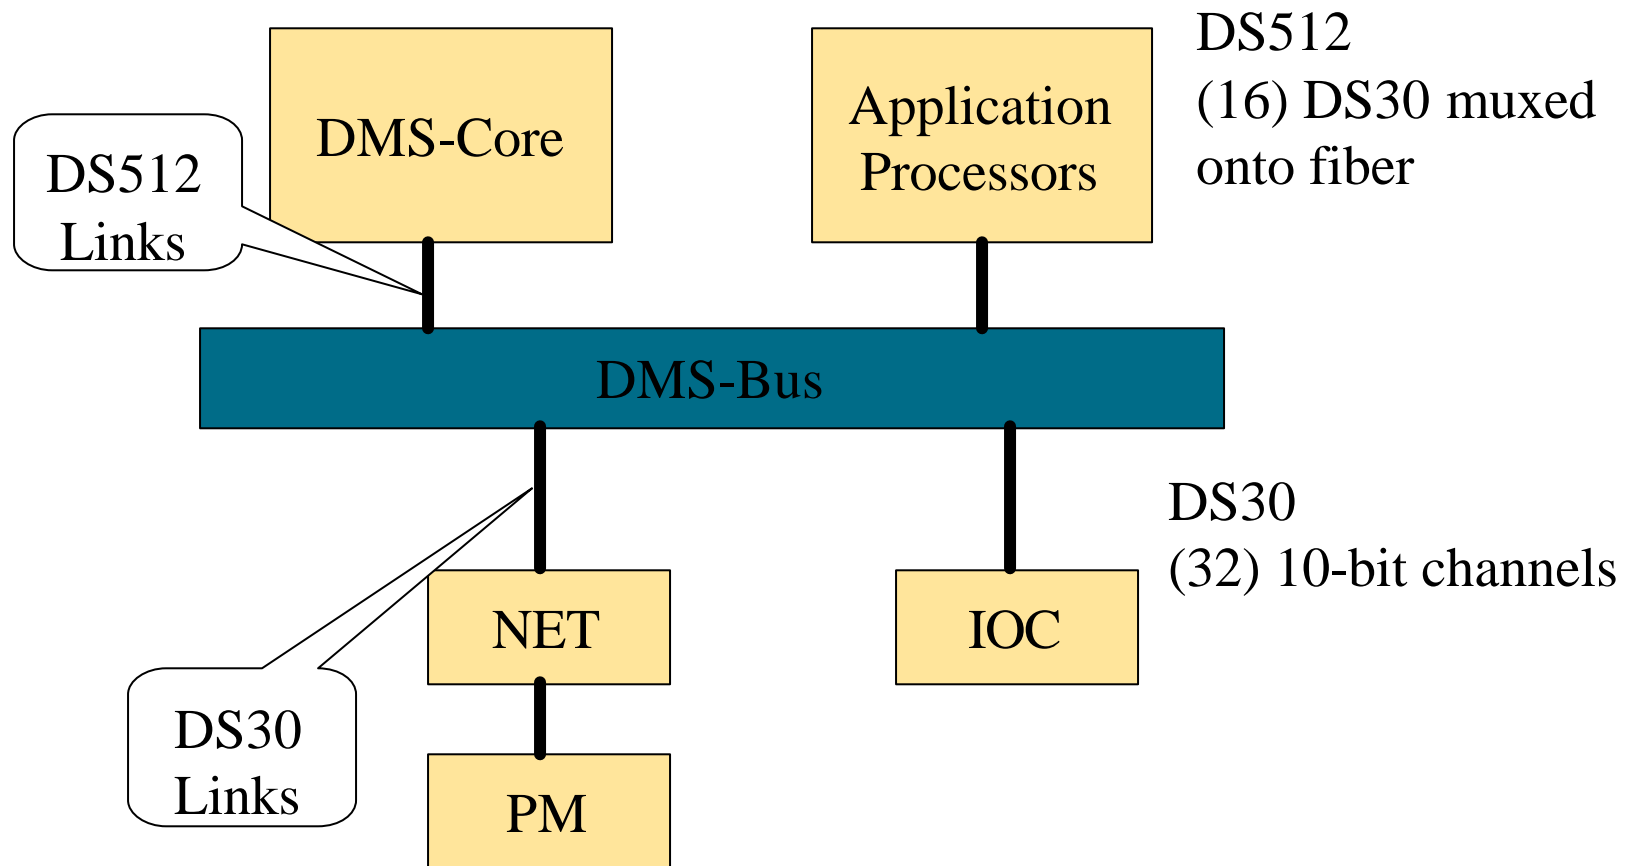 DMS-Core
Application
Processors
DS512
(16) DS30 muxed
onto fiber
DS512
Links
DMS-Bus
DS30
(32) 10-bit channels
NET
IOC
DS30
Links
PM